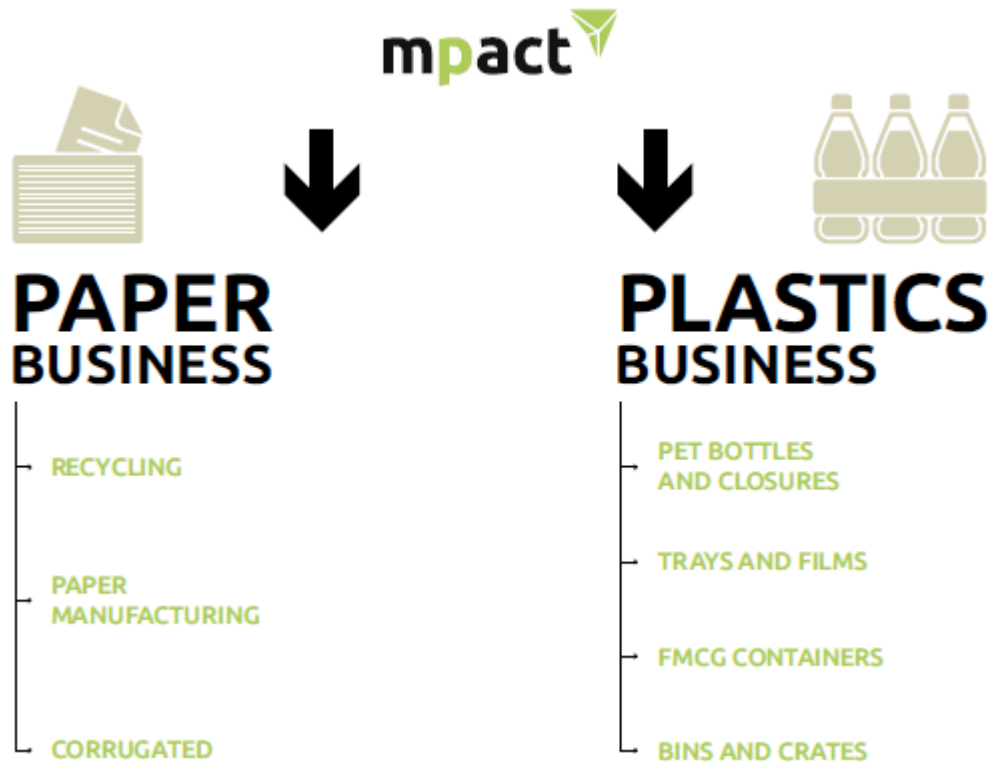 mpact
PAPER
BUSINESS
RECYCLING
PAPER
MANUFACTURING
CORRUGATED
PLASTICS
BUSINESS
PET BOTTLES
AND CLOSURES
TRAYS AND FILMS
FMCG CONTAINERS
BINS AND CRATES